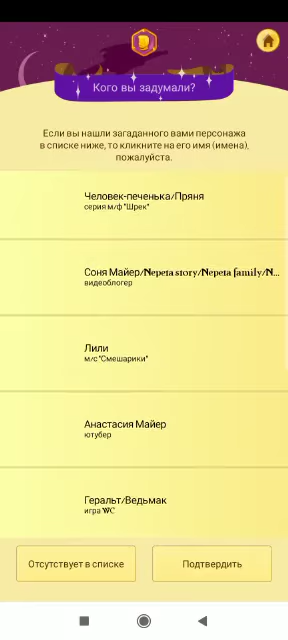 Кого вы задумали?
Если вы нашли загаданного вами персонажа
в списке ниже, то кликните на его имя (имена),
пожалуйста.
Человек-печенька/Пряня
серия м/ф "Шрек"
Соня Майер/Nepeta story/Nepeta family/N...
видеоблогер
Лили
м/с "Смешарики"
Анастасия Майер
ютубер
Геральт/Ведьмак
игра
Отсутствует в списке
Подтвердить